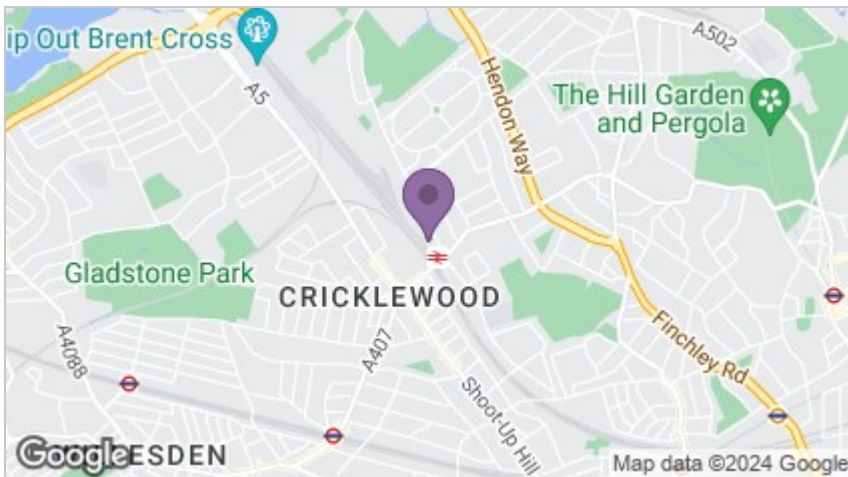 ip Out Brent Cross
A502
A5
Hendon Way
The Hill Garden
and Pergola
Gladstone Park
CRICKLEWOOD
A407
A4088
Finchley Rd
Shoot-Up Hill
Google
ESDEN
Map data ©2024 Google